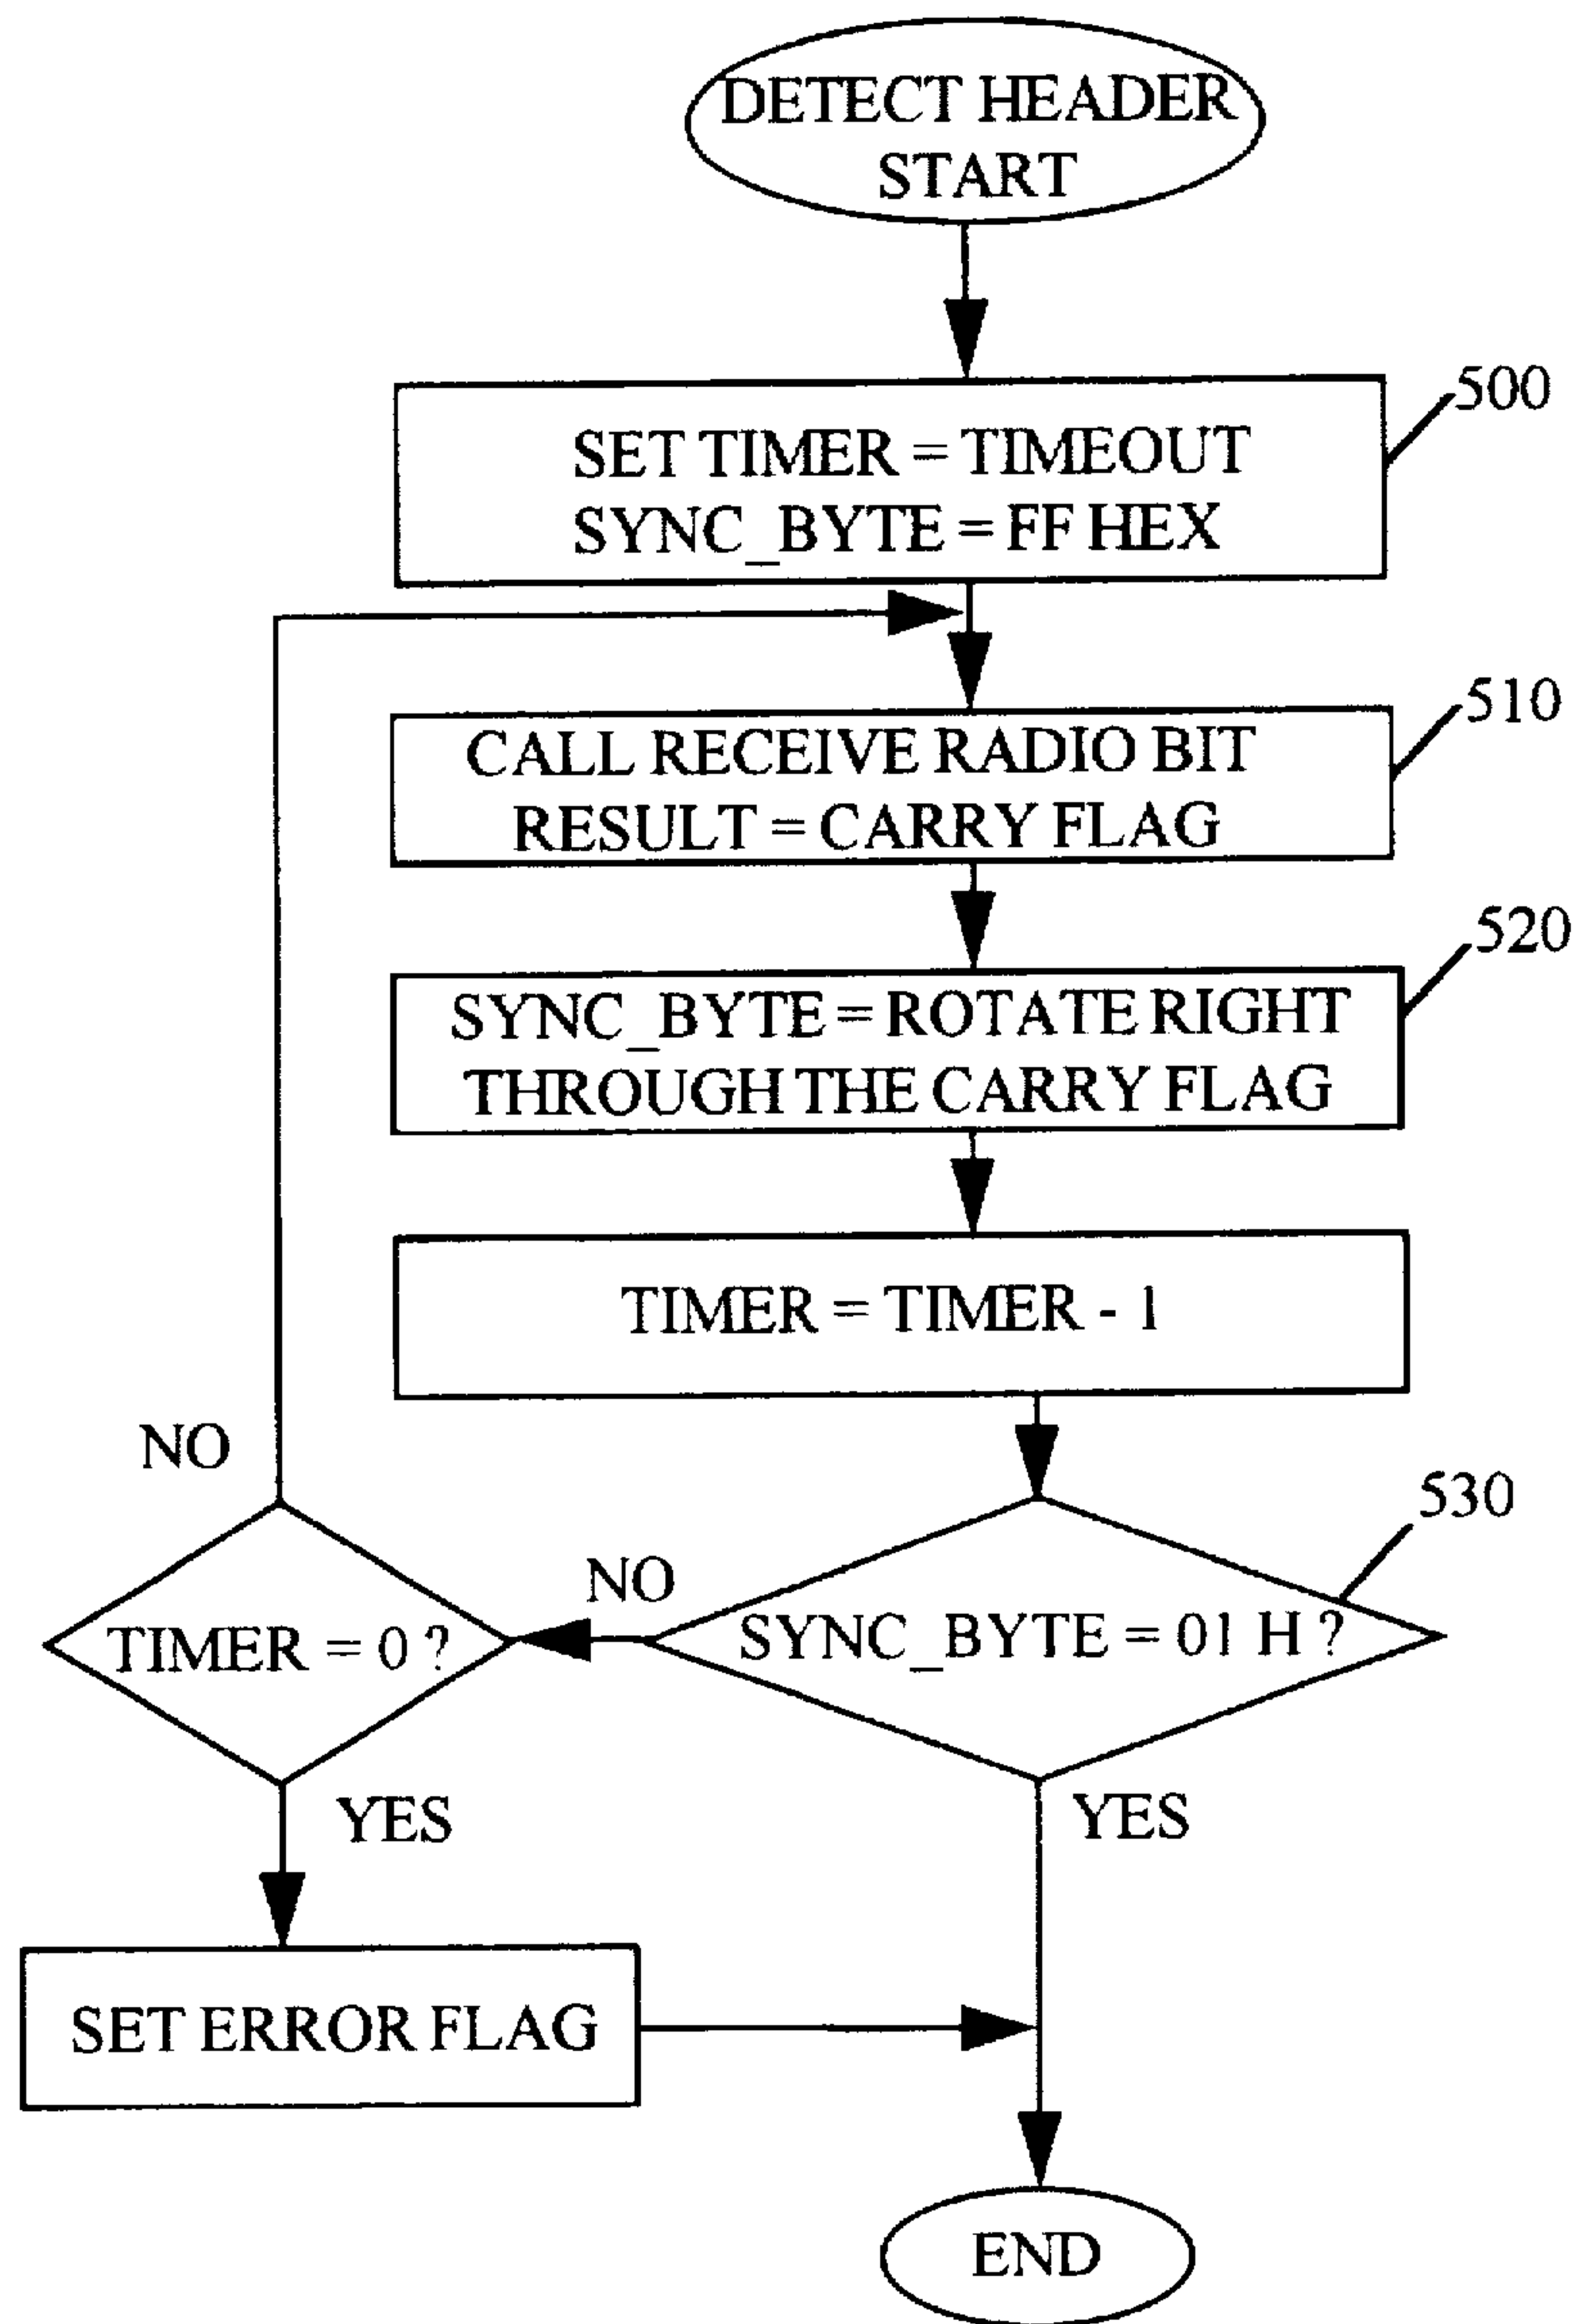 DETECT HEADER
START
500
SET TIMER = TIMEOUT
SYNC_BYTE = FF HEX
510
CALL RECEIVE RADIO BIT
RESULT = CARRY FLAG
520
SYNC_BYTE = ROTATE RIGHT
THROUGH THE CARRY FLAG
TIMER = TIMER - 1
NO
530
NO
TIMER = 0 ?
SYNC_BYTE = 01 H ?
YES
YES
SET ERROR FLAG
END